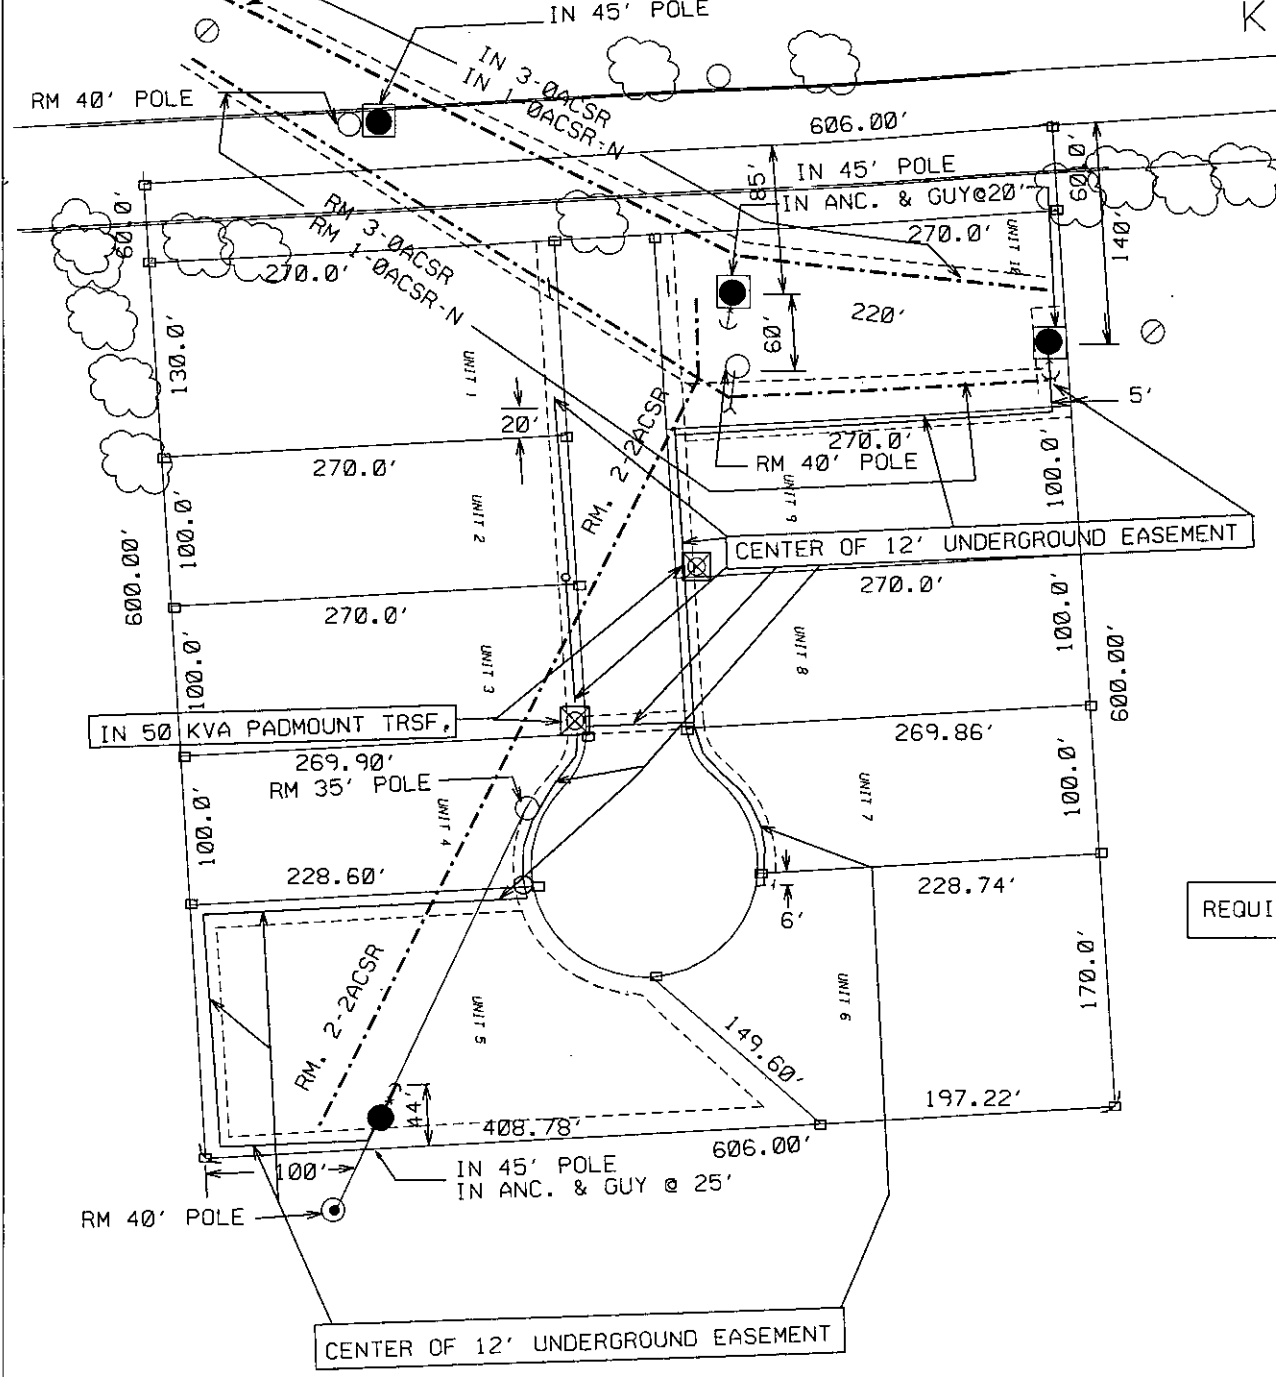 IN 45' POLE
K
IN 3-0ACSR
IN 1-0ACSR-N
RM 40' POLE
606.00'
IN 45' POLE
IN ANC. & GUY@20'
85'
60.0'
140'
60.0'
RM 3-0ACSR
RM 1-0ACSR-N
270.0'
270.0'
UNIT 10
220'
60'
130.0'
UNIT 1
20'
5'
270.0'
RM 40' POLE
270.0'
RM. 2-2ACSR
100.0'
UNIT 2
UNIT 9
100.0'
CENTER OF 12' UNDERGROUND EASEMENT
600.00'
270.0'
270.0'
100.0'
UNIT 3
UNIT 8
100.0'
600.00'
IN 50 KVA PADMOUNT TRSF.
269.90'
269.86'
RM 35' POLE
100.0'
UNIT 4
UNIT 7
100.0'
228.60'
228.74'
6'
REQUI
RM. 2-2ACSR
UNIT 5
UNIT 6
170.0'
149.60'
44'
408.78'
197.22'
606.00'
100'
IN 45' POLE
IN ANC. & GUY @ 25'
RM 40' POLE
CENTER OF 12' UNDERGROUND EASEMENT